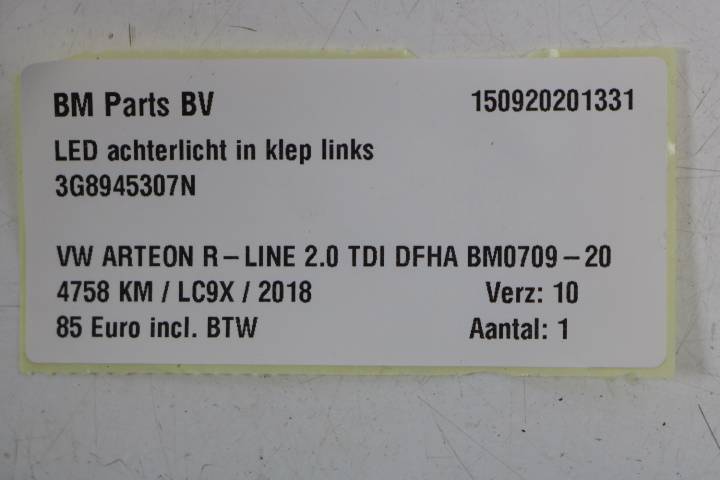 BM Parts BV 150920201331
LED achterlicht in klep links
3G8945307N
VW ARTEON R-LINE 2.0 TDI DFHA BM0709-20
4758 KM / LC9X / 2018 Verz: 10
85 Euro incl. BTW Aantal: 1